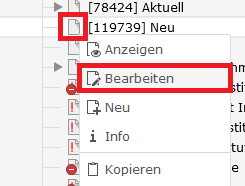 [78424] Aktuell
[119739] Neu
Anzeigen
Bearbeiten
Neu
Info
Kopieren